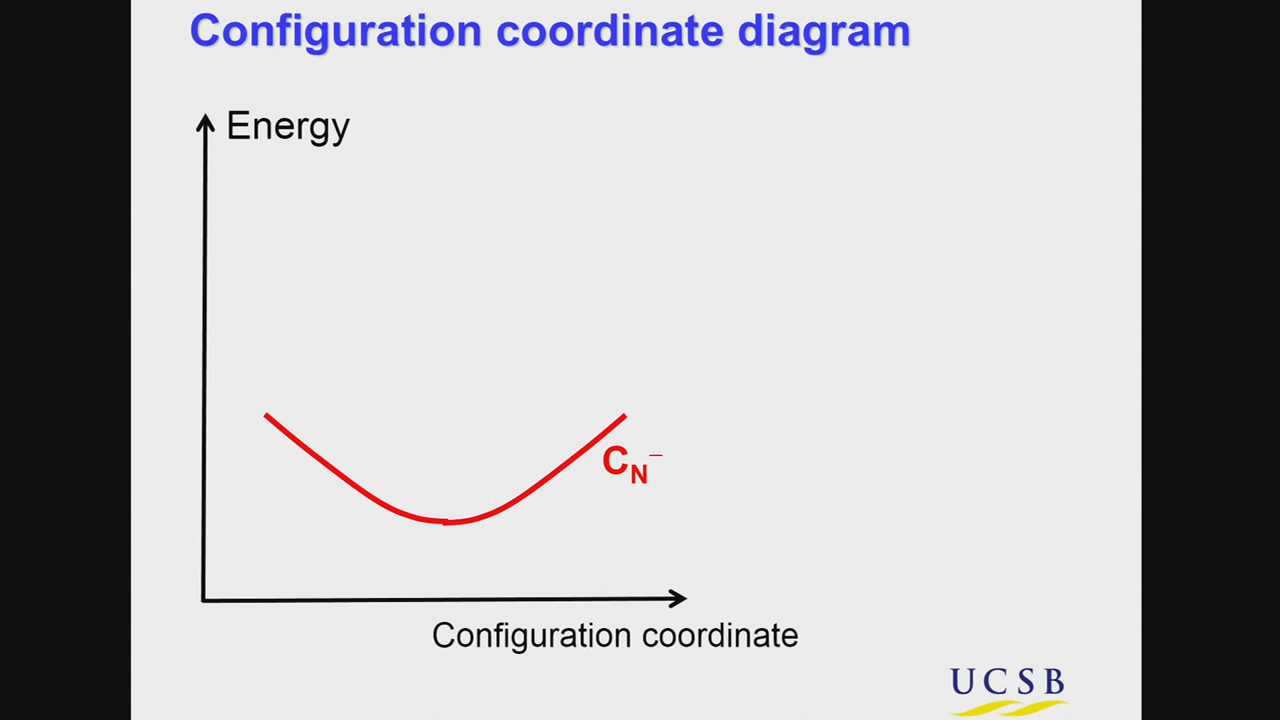 Configuration coordinate diagram
Energy
C_N^–
Configuration coordinate
UCSB